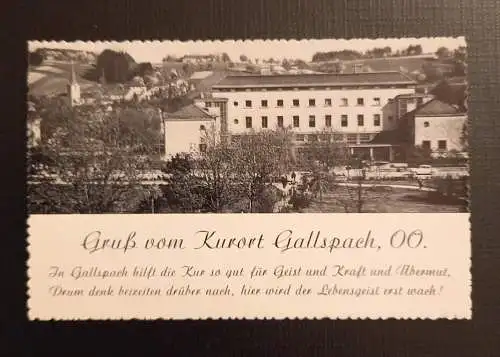 Gruß vom Kurort Gallspach, OÖ.
In Gallspach hilft die Kur so gut für Geist und Kraft und Übermut,
Drum denk beizeiten drüber nach, hier wird der Lebensgeist erst wach!